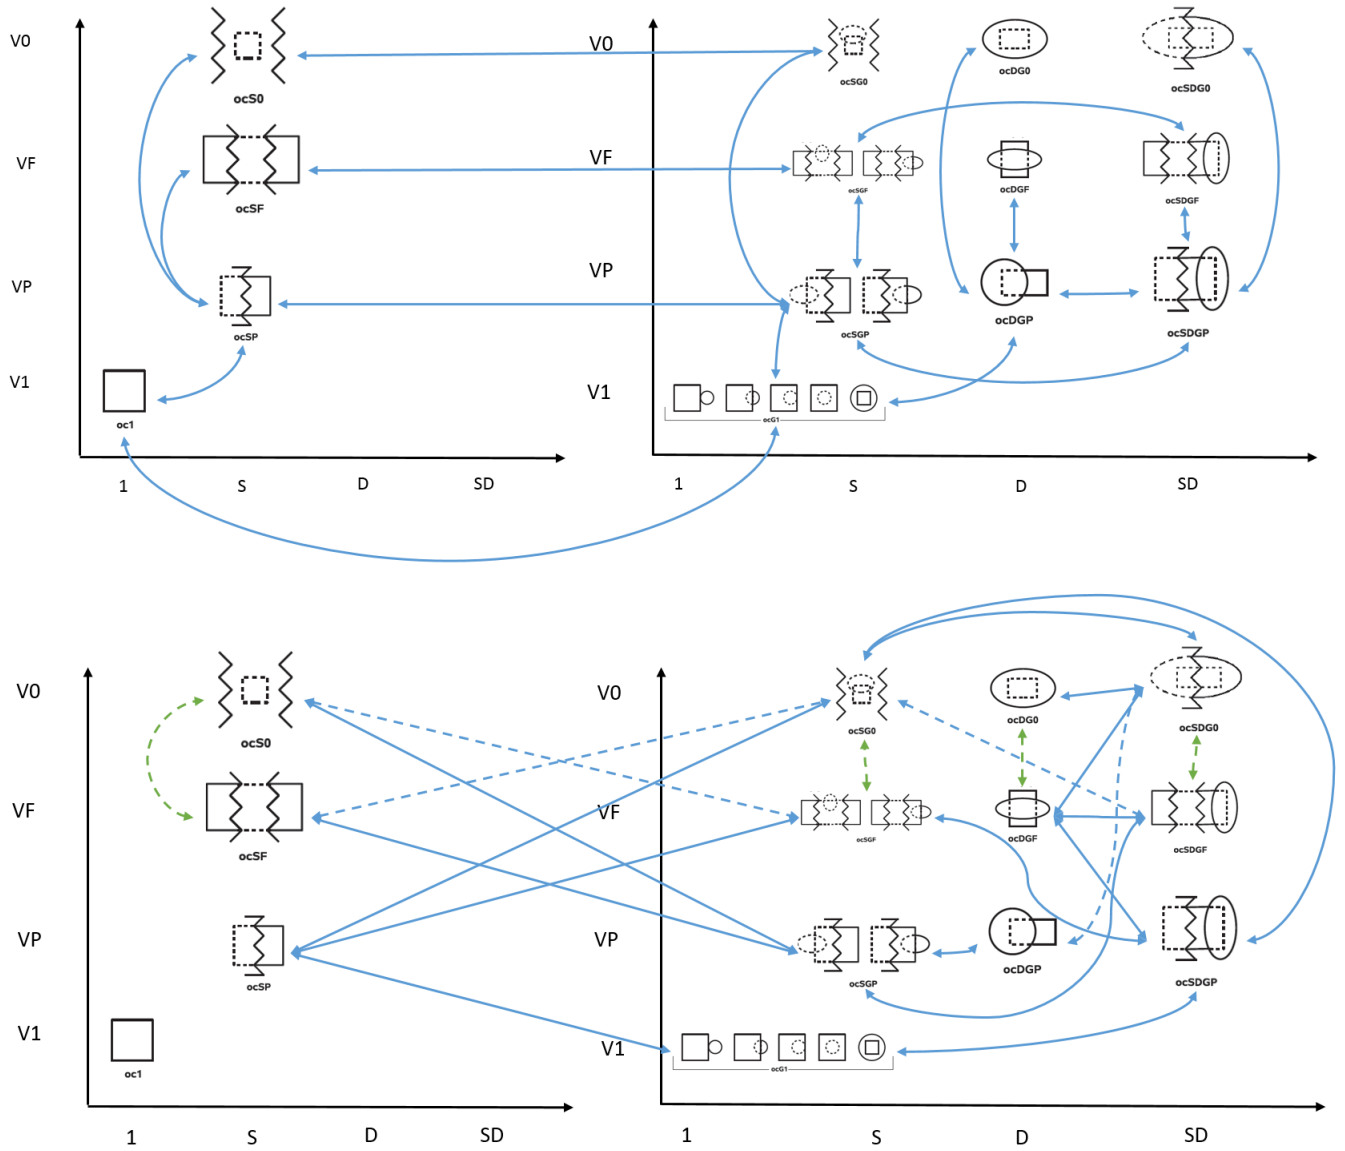 V0
ocS0
VF
ocSF
VP
ocSP
V1
oc1
1 S D SD
V0
ocSG0
ocDG0
ocSDG0
VF
ocSGF
ocDGF
ocSDGF
VP
ocSGP
ocDGP
ocSDGP
V1
ocG1
1 S D SD
V0
ocS0
VF
ocSF
VP
ocSP
V1
oc1
1 S D SD
V0
ocSG0
ocDG0
ocSDG0
VF
ocSGF
ocDGF
ocSDGF
VP
ocSGP
ocDGP
ocSDGP
V1
ocG1
1 S D SD